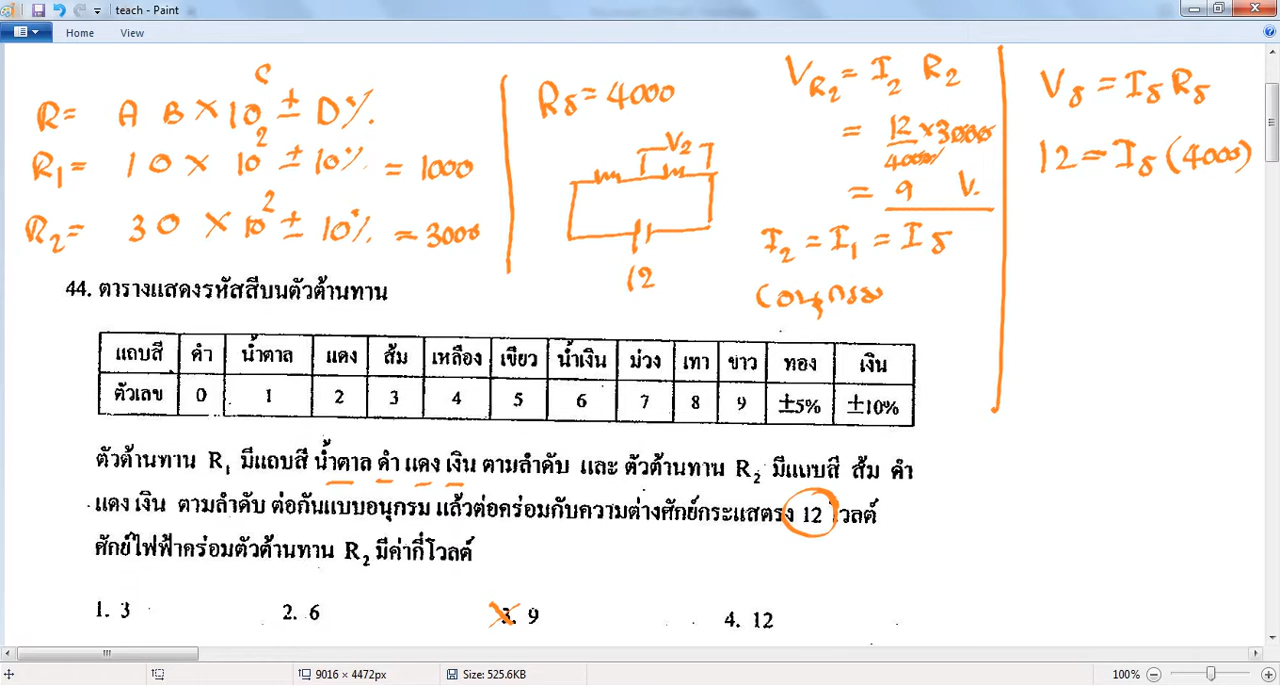 teach - Paint
Home View
R = A B × 10^c ± D%.
R1 = 10 × 10^2 ± 10% = 1000
R2 = 30 × 10^2 ± 10% = 3000
Rδ = 4000
V2
12
VR2 = I2 R2
= 12/4000 × 3000
= 9 V.
I2 = I1 = Iδ
(อนุกรม
Vδ = Iδ Rδ
12 = Iδ (4000)
44. ตารางแสดงรหัสสีบนตัวต้านทาน
แถบสี ดำ น้ำตาล แดง ส้ม เหลือง เขียว น้ำเงิน ม่วง เทา ขาว ทอง เงิน
ตัวเลข 0 1 2 3 4 5 6 7 8 9 ±5% ±10%
ตัวต้านทาน R1 มีแถบสี น้ำตาล ดำ แดง เงิน ตามลำดับ และ ตัวต้านทาน R2 มีแถบสี ส้ม ดำ
แดง เงิน ตามลำดับ ต่อกันแบบอนุกรม แล้วต่อคร่อมกับความต่างศักย์กระแสตรง 12 โวลต์
ศักย์ไฟฟ้าคร่อมตัวต้านทาน R2 มีค่ากี่โวลต์
1. 3 2. 6 3. 9 4. 12
9016 × 4472px Size: 525.6KB 100%